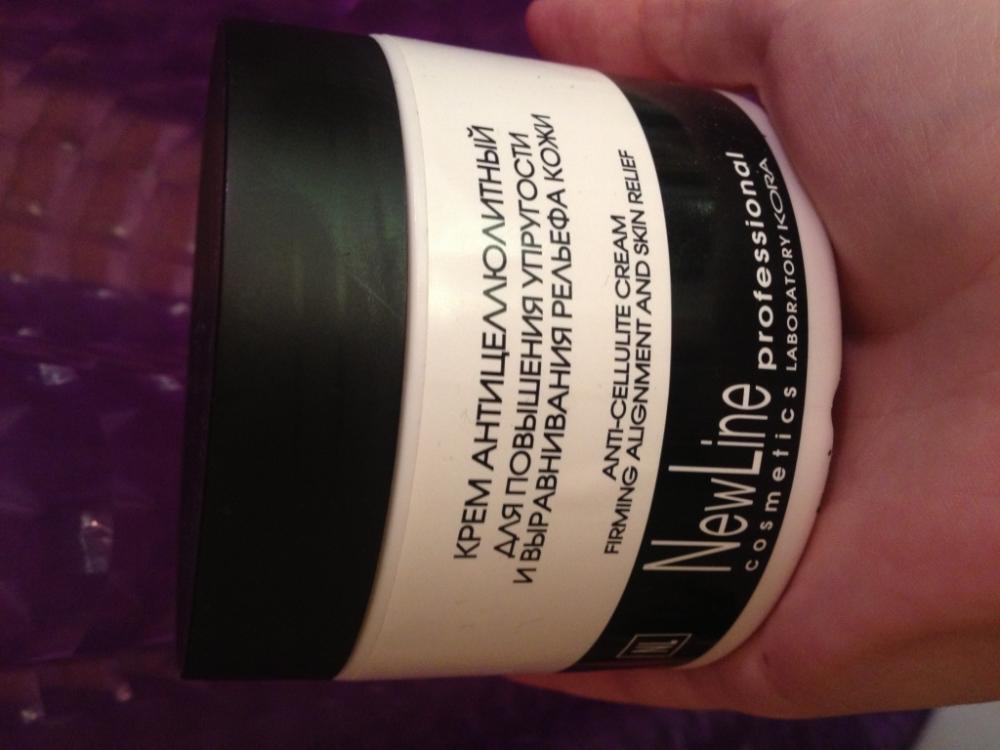 КРЕМ АНТИЦЕЛЛЮЛИТНЫЙ
ДЛЯ ПОВЫШЕНИЯ УПРУГОСТИ
И ВЫРАВНИВАНИЯ РЕЛЬЕФА КОЖИ
ANTI-CELLULITE CREAM
FIRMING ALIGNMENT AND SKIN RELIEF
NewLine professional
cosmetics LABORATORY KORA